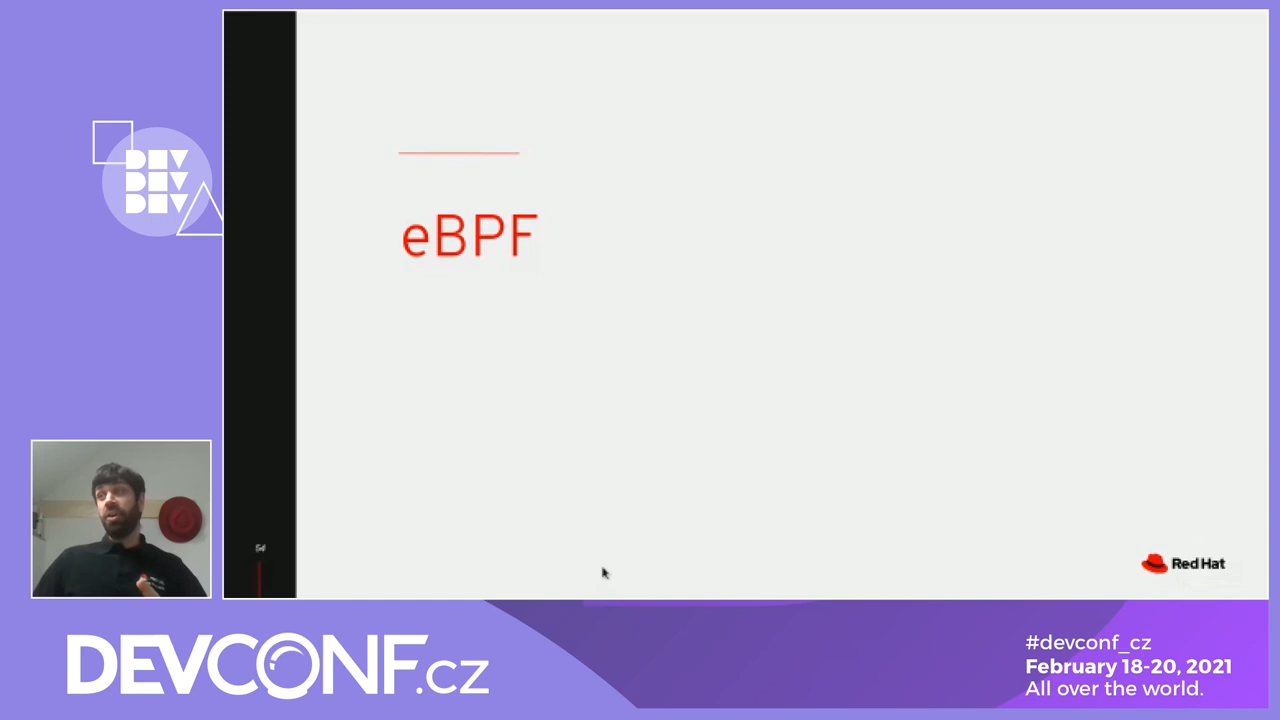 DEV
DEV
DEV
eBPF
Red Hat
DEVCONF.cz
#devconf_cz
February 18-20, 2021
All over the world.